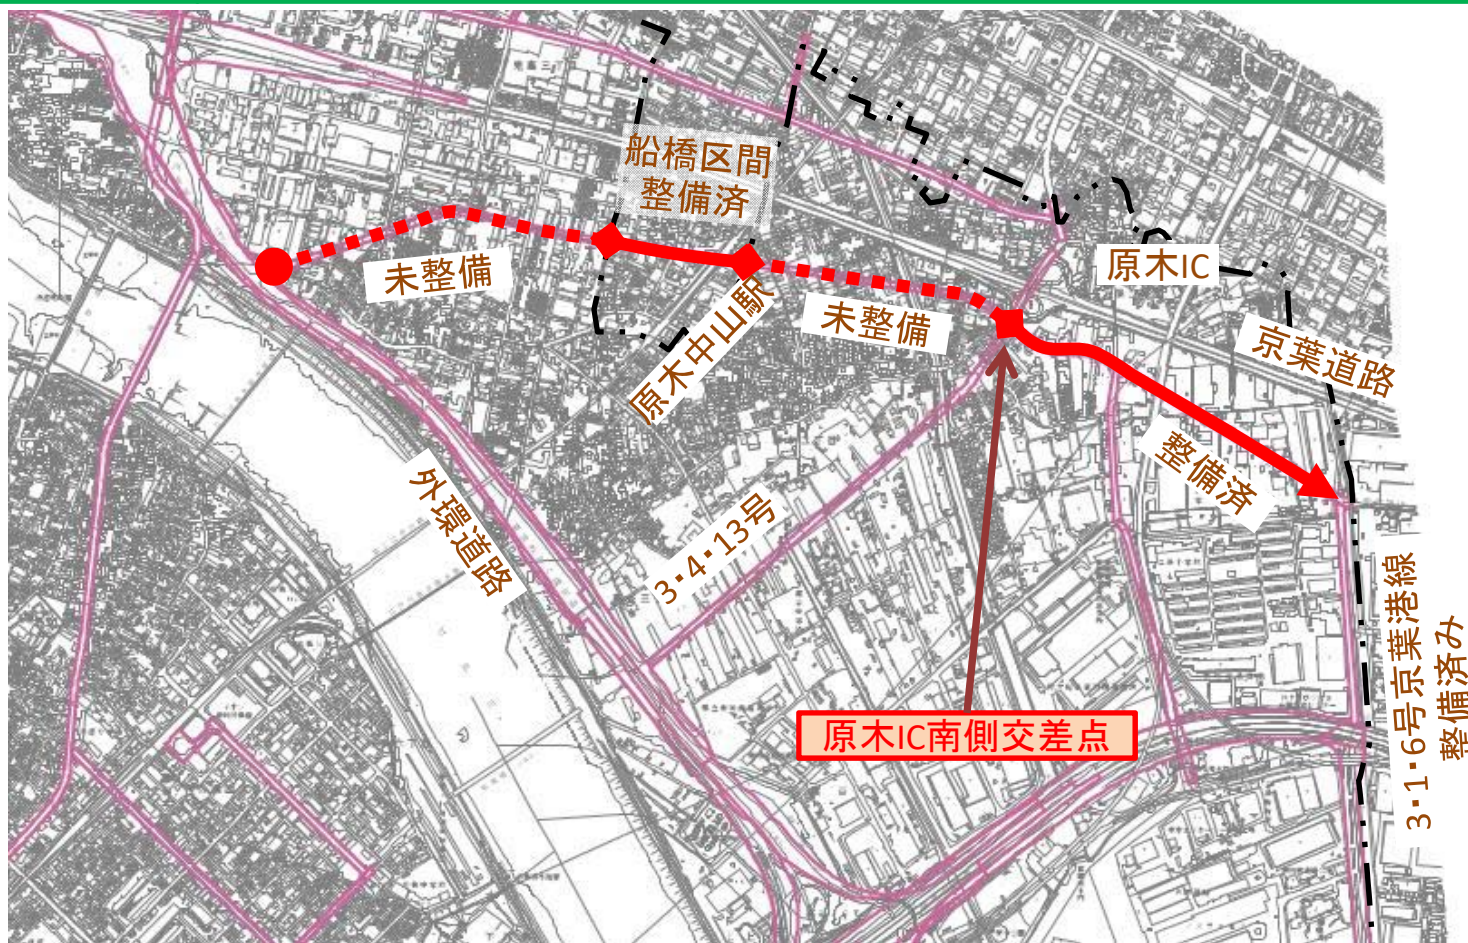 船橋区間
整備済
未整備
原木中山駅
未整備
原木IC
京葉道路
整備済
外環道路
3・4・13号
原木IC南側交差点
3・1・6号京葉港線
整備済み